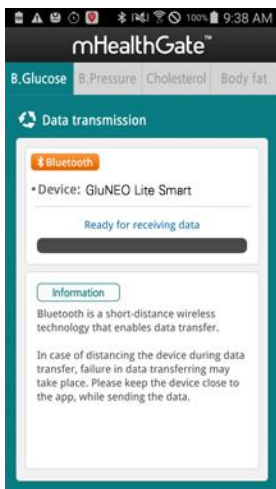 100% 9:38 AM
mHealthGate™
B.Glucose B.Pressure Cholesterol Body fat
Data transmission
Bluetooth
• Device: GluNEO Lite Smart
Ready for receiving data
Information
Bluetooth is a short-distance wireless
technology that enables data transfer.
In case of distancing the device during data
transfer, failure in data transferring may
take place. Please keep the device close to
the app, while sending the data.